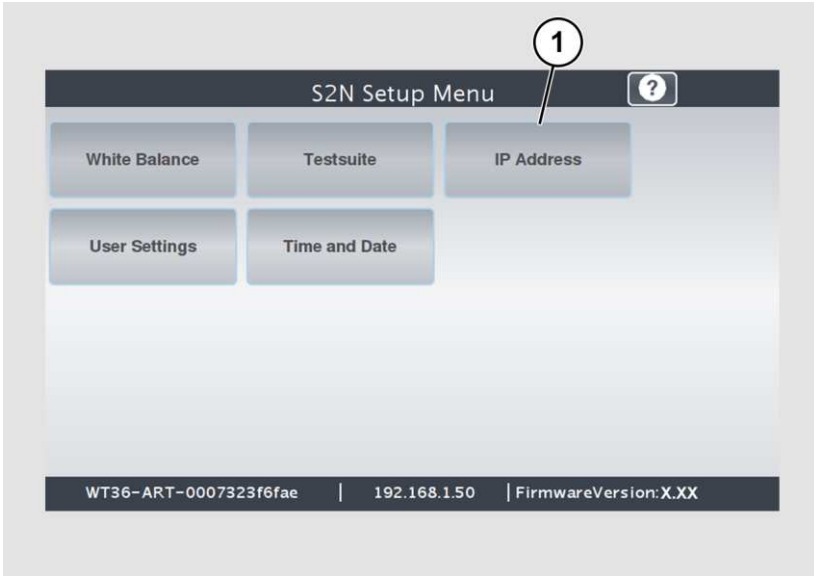 1
S2N Setup Menu ?
White Balance Testsuite IP Address
User Settings Time and Date
WT36-ART-0007323f6fae | 192.168.1.50 | FirmwareVersion:X.XX